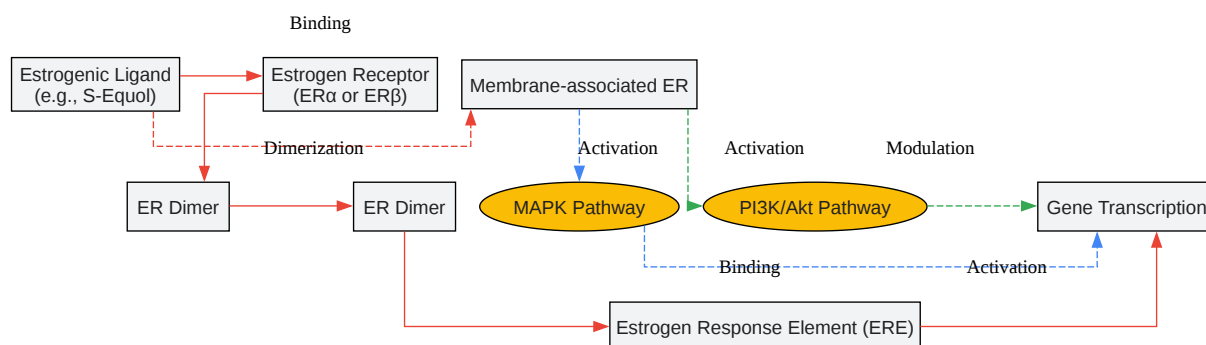 Binding
Estrogenic Ligand
(e.g., S-Equol)
Estrogen Receptor
(ERα or ERβ)
Membrane-associated ER
Dimerization
Activation
Activation
Modulation
ER Dimer
ER Dimer
MAPK Pathway
PI3K/Akt Pathway
Gene Transcription
Binding
Activation
Estrogen Response Element (ERE)